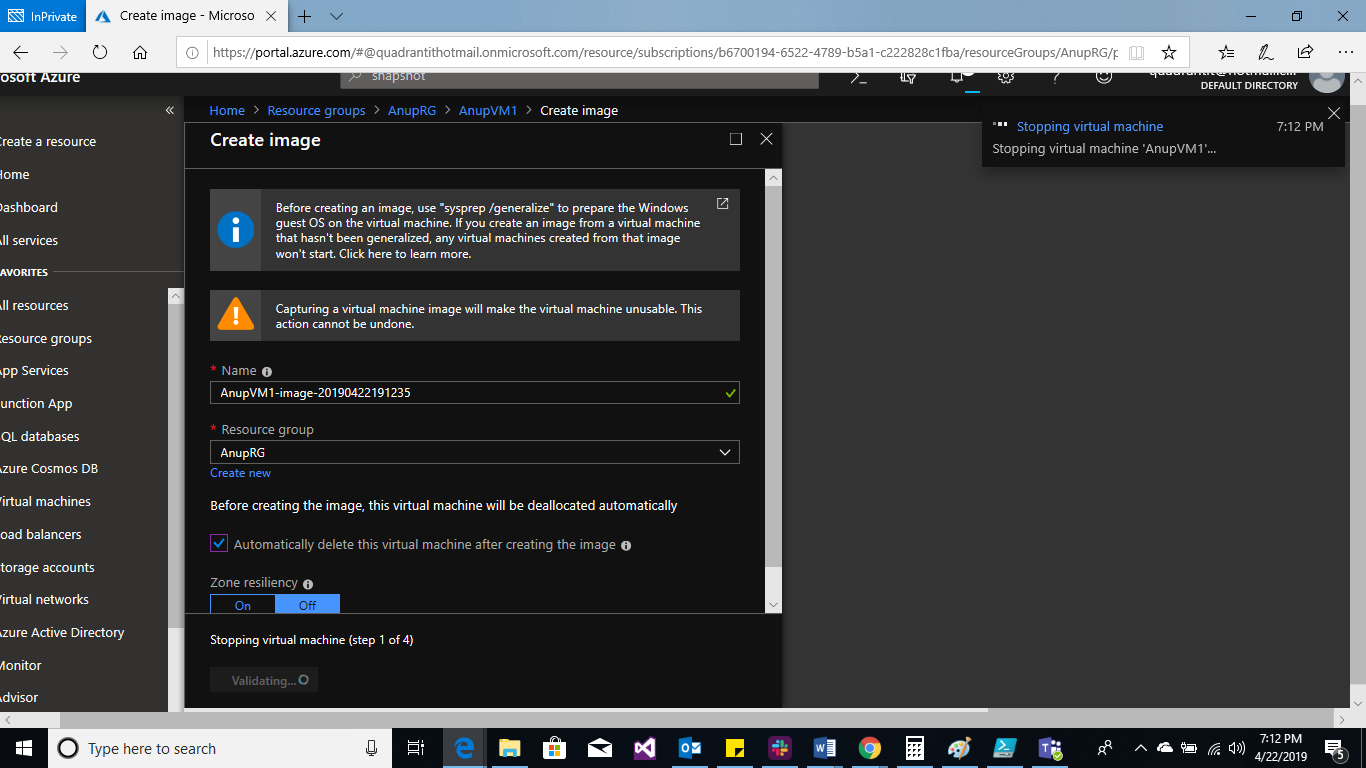 InPrivate
Create image - Microso
https://portal.azure.com/#@quadrantithotmail.onmicrosoft.com/resource/subscriptions/b6700194-6522-4789-b5a1-c222828c1fba/resourceGroups/AnupRG/p
osoft Azure
snapshot
DEFAULT DIRECTORY
Home > Resource groups > AnupRG > AnupVM1 > Create image
Create image
Stopping virtual machine 7:12 PM
Stopping virtual machine 'AnupVM1'...
reate a resource
ome
ashboard
ll services
AVORITES
ll resources
esource groups
pp Services
unction App
QL databases
zure Cosmos DB
irtual machines
oad balancers
torage accounts
irtual networks
zure Active Directory
Monitor
dvisor
Before creating an image, use "sysprep /generalize" to prepare the Windows
guest OS on the virtual machine. If you create an image from a virtual machine
that hasn't been generalized, any virtual machines created from that image
won't start. Click here to learn more.
Capturing a virtual machine image will make the virtual machine unusable. This
action cannot be undone.
* Name
AnupVM1-image-20190422191235
* Resource group
AnupRG
Create new
Before creating the image, this virtual machine will be deallocated automatically
Automatically delete this virtual machine after creating the image
Zone resiliency
On Off
Stopping virtual machine (step 1 of 4)
Validating...
Type here to search
7:12 PM
4/22/2019
5